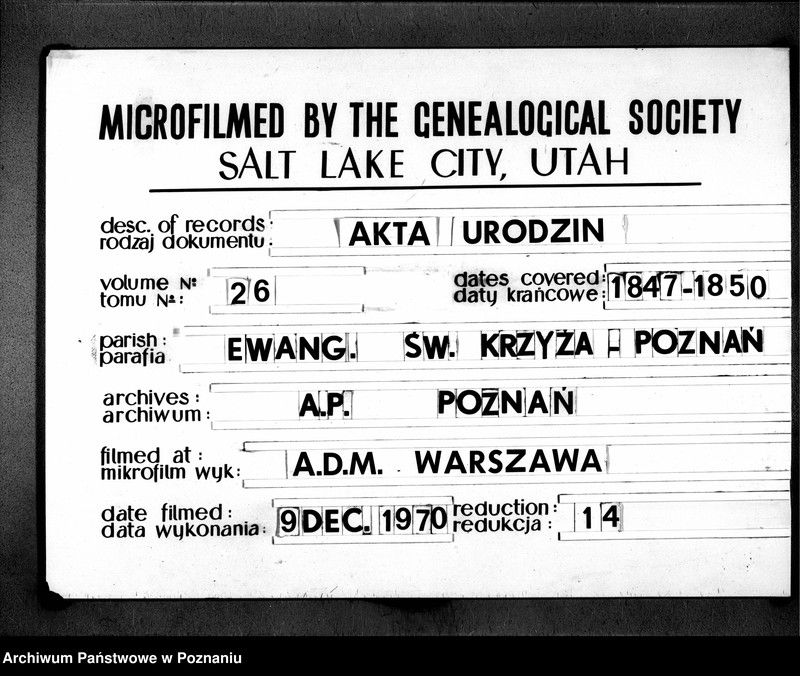 MICROFILMED BY THE GENEALOGICAL SOCIETY
SALT LAKE CITY, UTAH
desc. of records:
rodzaj dokumentu:
AKTA URODZIN
volume №
tomu №:
26
dates covered:
daty krańcowe:
1847-1850
parish:
parafia
EWANG. ŚW. KRZYŻA - POZNAŃ
archives:
archiwum:
A.P. POZNAŃ
filmed at:
mikrofilm wyk:
A.D.M. WARSZAWA
date filmed:
data wykonania:
9 DEC. 1970
reduction:
redukcja:
14
Archiwum Państwowe w Poznaniu